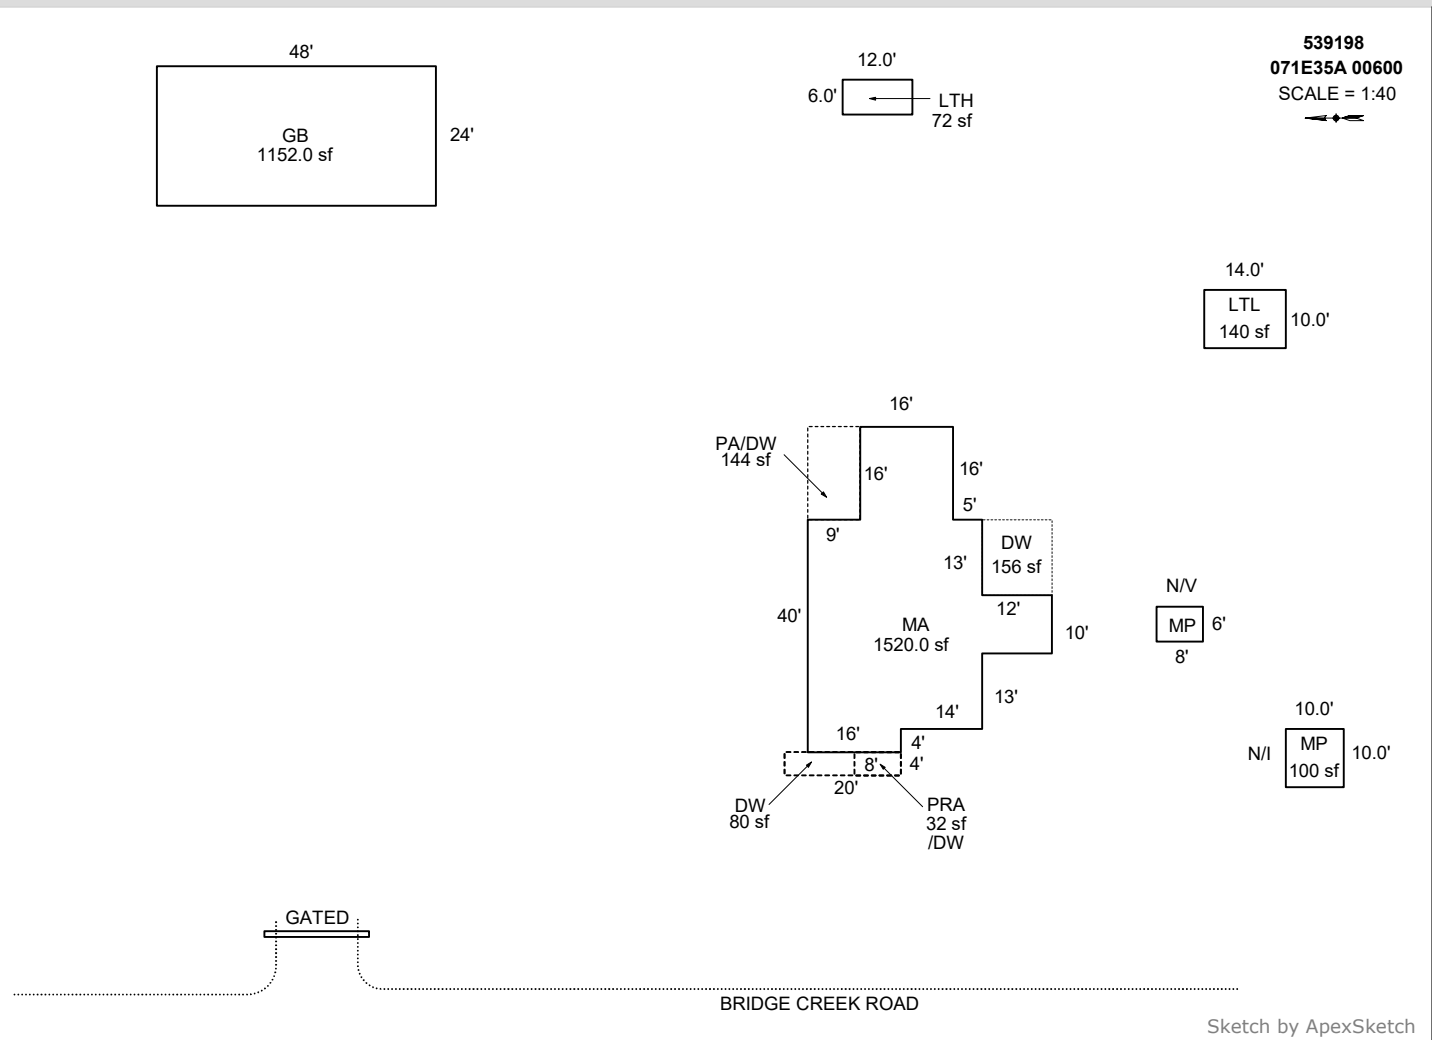 48'
GB
1152.0 sf
24'
12.0'
6.0'
LTH
72 sf
539198
071E35A 00600
SCALE = 1:40
14.0'
LTL
140 sf
10.0'
16'
PA/DW
144 sf
16'
16'
5'
9'
13'
DW
156 sf
12'
40'
MA
1520.0 sf
10'
N/V
MP
6'
8'
13'
14'
16'
4'
8'
4'
20'
DW
80 sf
PRA
32 sf
/DW
10.0'
N/I
MP
100 sf
10.0'
GATED
BRIDGE CREEK ROAD
Sketch by ApexSketch